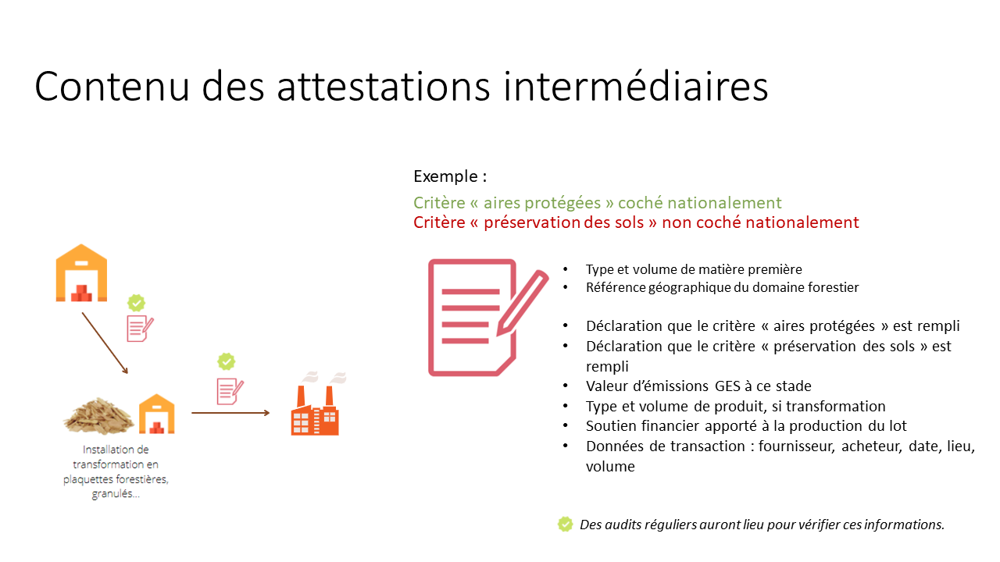 Contenu des attestations intermédiaires
Exemple :
Critère « aires protégées » coché nationalement
Critère « préservation des sols » non coché nationalement
• Type et volume de matière première
• Référence géographique du domaine forestier
• Déclaration que le critère « aires protégées » est rempli
• Déclaration que le critère « préservation des sols » est
rempli
• Valeur d’émissions GES à ce stade
• Type et volume de produit, si transformation
• Soutien financier apporté à la production du lot
• Données de transaction : fournisseur, acheteur, date, lieu,
volume
Installation de
transformation en
plaquettes forestières,
granulés…
Des audits réguliers auront lieu pour vérifier ces informations.